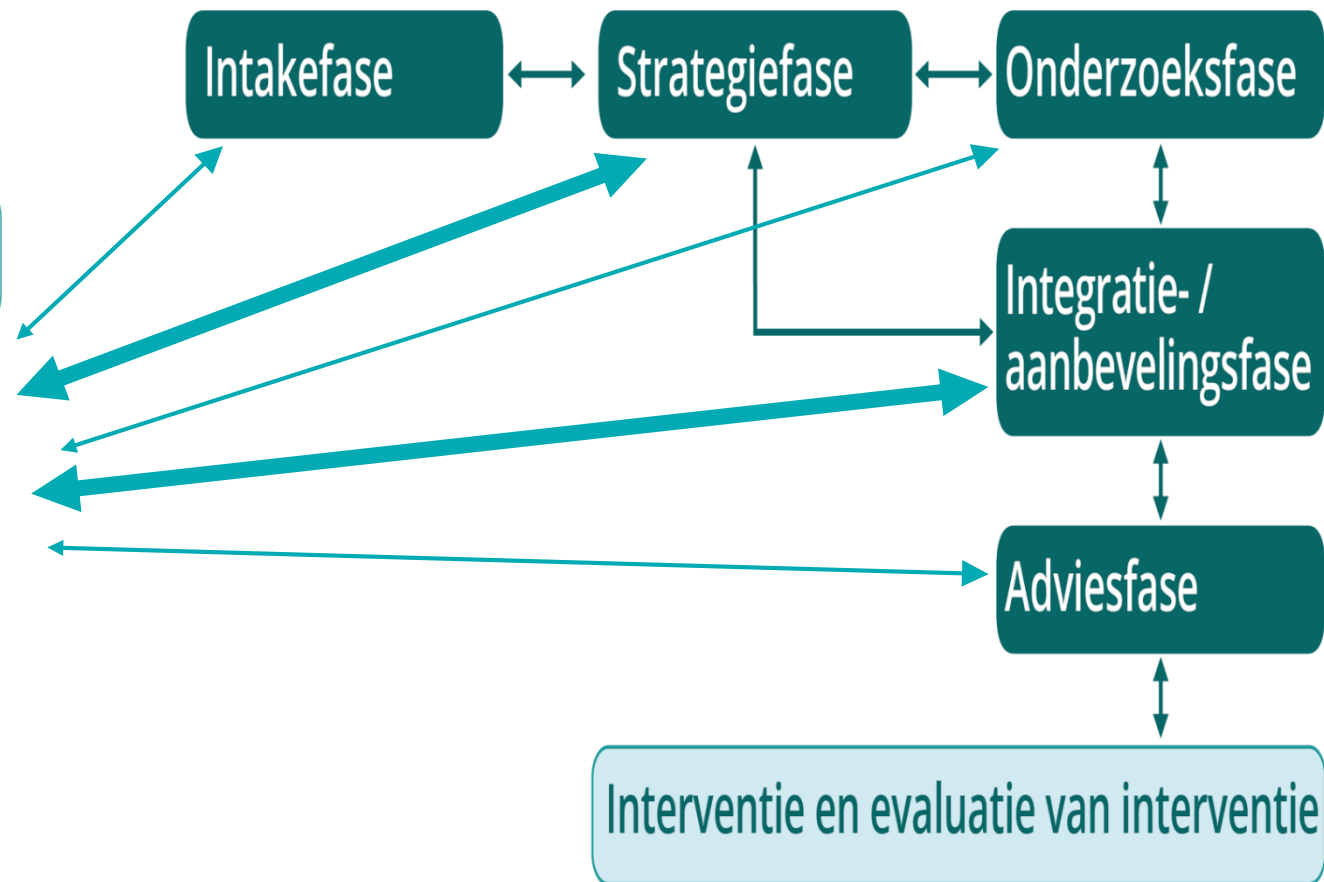 Intakefase
Strategiefase
Onderzoeksfase
Integratie- /
aanbevelingsfase
Adviesfase
Interventie en evaluatie van interventie